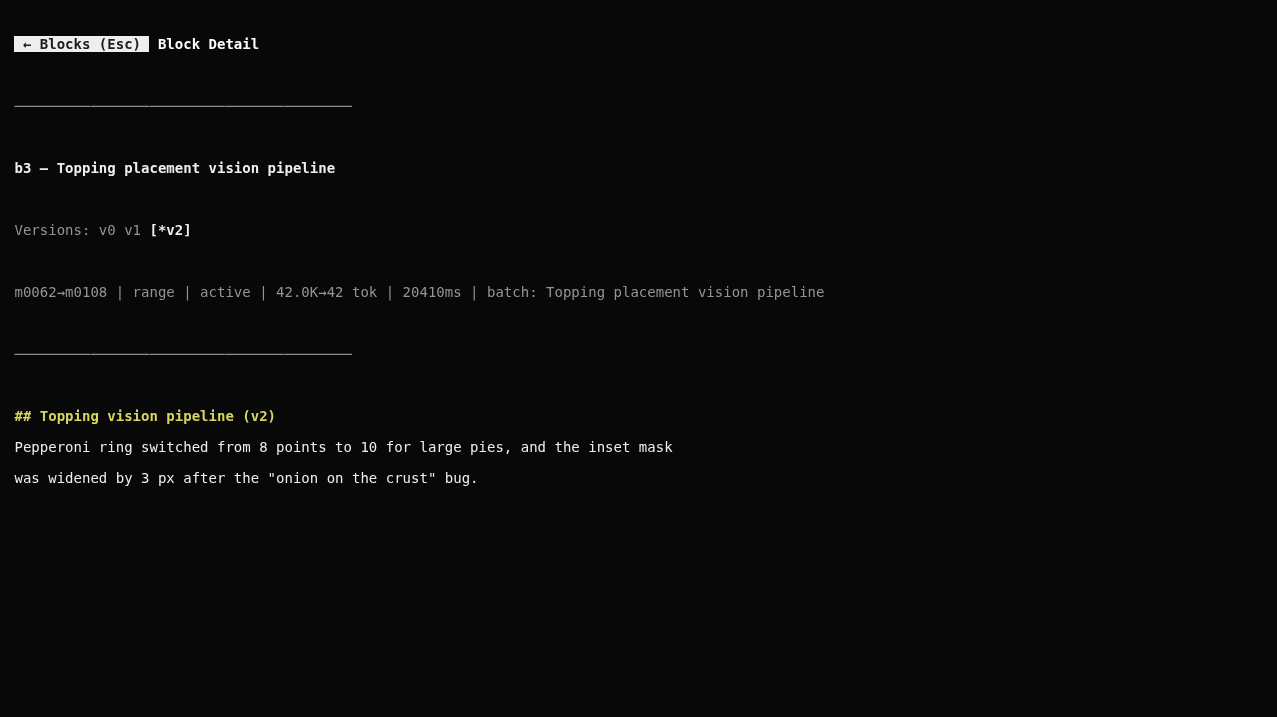 ← Blocks (Esc) Block Detail
────────────────────────────────────────
b3 — Topping placement vision pipeline
Versions: v0 v1 [*v2]
m0062→m0108 | range | active | 42.0K→42 tok | 20410ms | batch: Topping placement vision pipeline
────────────────────────────────────────
## Topping vision pipeline (v2)
Pepperoni ring switched from 8 points to 10 for large pies, and the inset mask
was widened by 3 px after the "onion on the crust" bug.